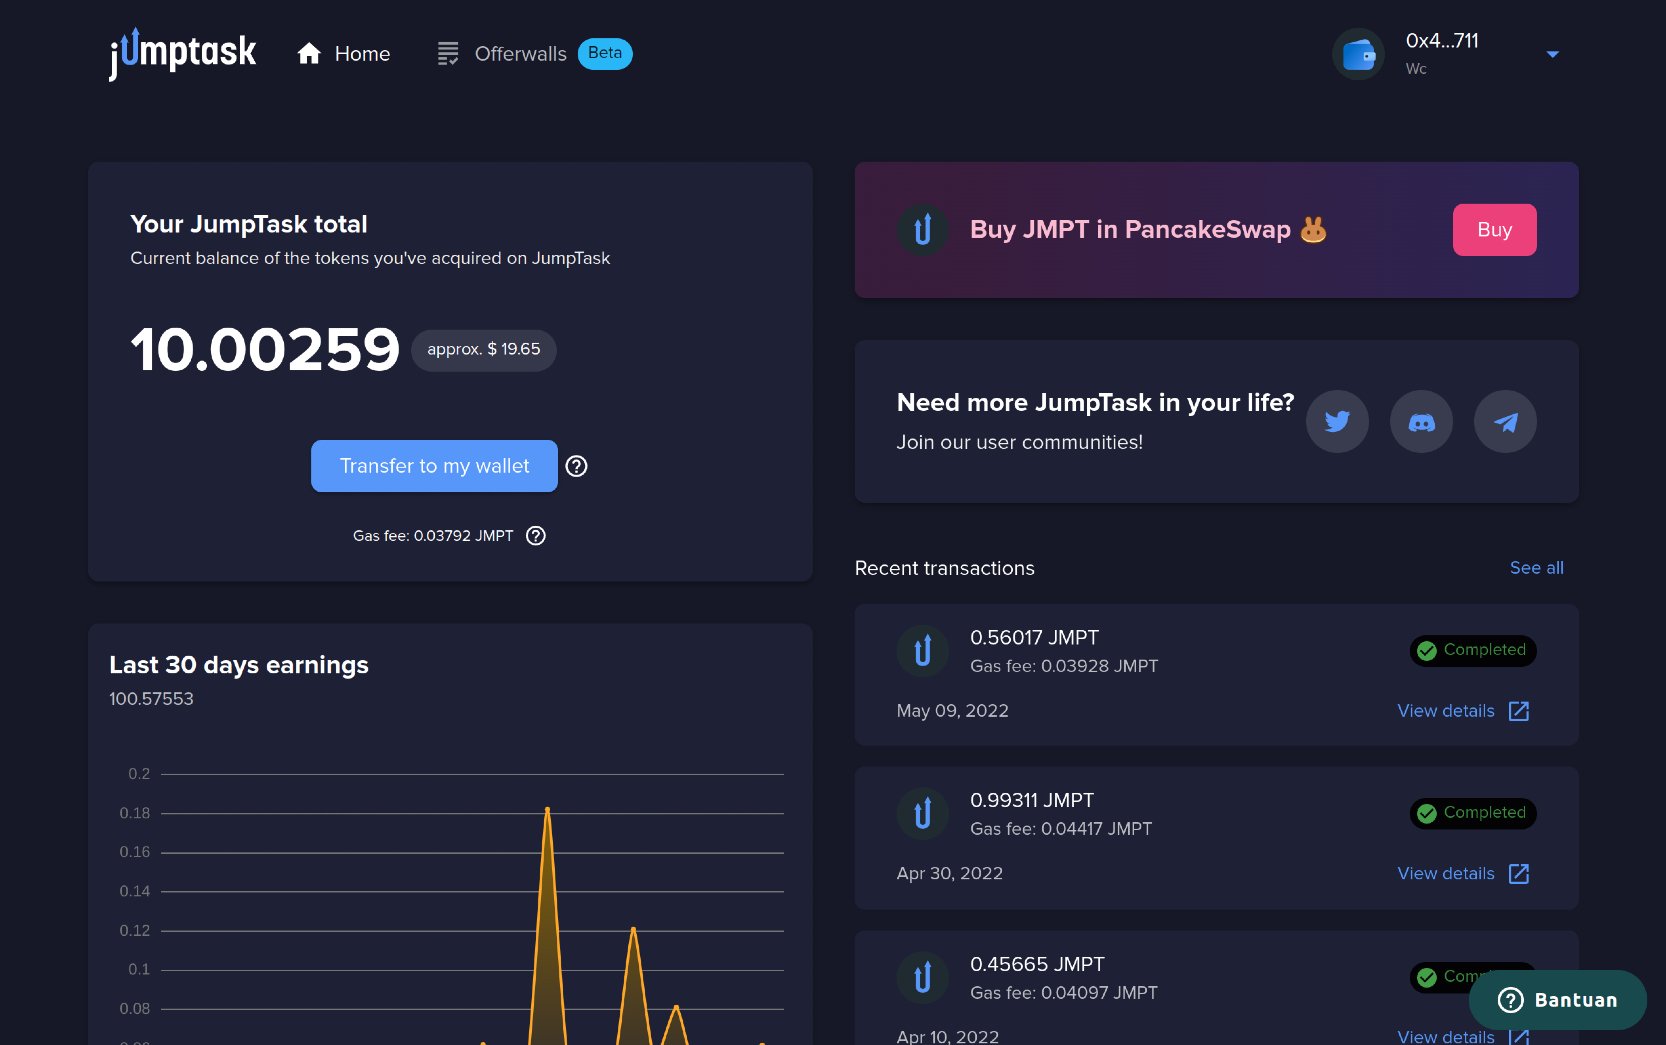 jumptask
Home
Offerwalls
Beta
0x4...711
Wc
Your JumpTask total
Current balance of the tokens you've acquired on JumpTask
10.00259
approx. $ 19.65
Transfer to my wallet
Gas fee: 0.03792 JMPT
Last 30 days earnings
100.57553
0.2
0.18
0.16
0.14
0.12
0.1
0.08
Buy JMPT in PancakeSwap
Buy
Need more JumpTask in your life?
Join our user communities!
Recent transactions
See all
0.56017 JMPT
Completed
Gas fee: 0.03928 JMPT
May 09, 2022
View details
0.99311 JMPT
Completed
Gas fee: 0.04417 JMPT
Apr 30, 2022
View details
0.45665 JMPT
Gas fee: 0.04097 JMPT
Apr 10, 2022
View details
Bantuan